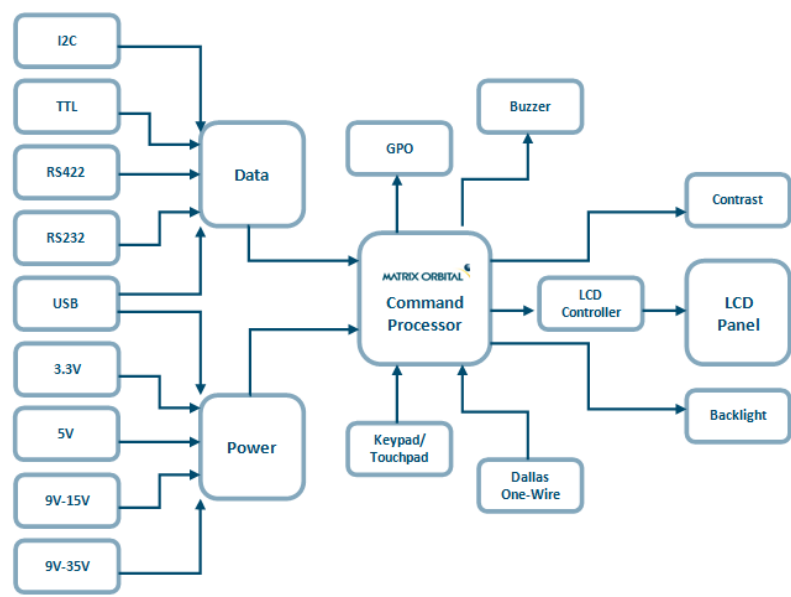 I2C
TTL
RS422
RS232
USB
3.3V
5V
9V-15V
9V-35V
Data
Power
GPO
Buzzer
MATRIX ORBITAL
Command
Processor
Keypad/
Touchpad
Dallas
One-Wire
Contrast
LCD
Controller
LCD
Panel
Backlight